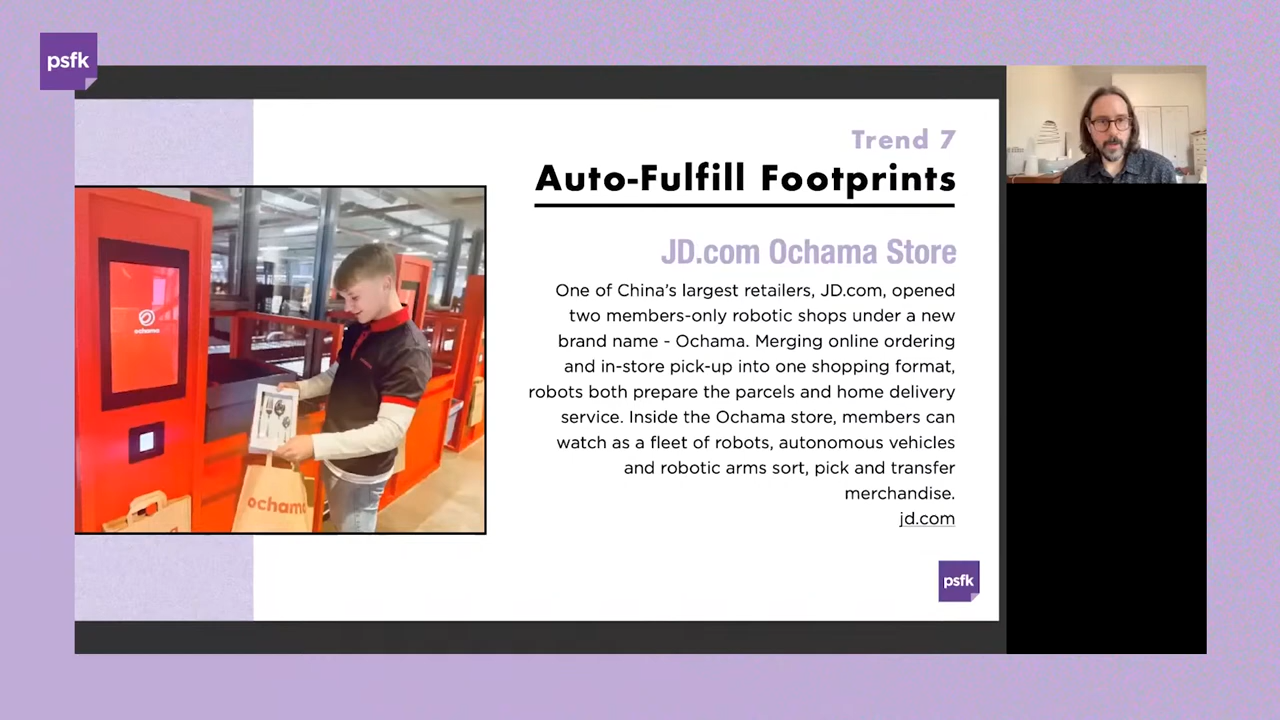 psfk
Trend 7
Auto-Fulfill Footprints
JD.com Ochama Store
One of China's largest retailers, JD.com, opened
two members-only robotic shops under a new
brand name - Ochama. Merging online ordering
and in-store pick-up into one shopping format,
robots both prepare the parcels and home delivery
service. Inside the Ochama store, members can
watch as a fleet of robots, autonomous vehicles
and robotic arms sort, pick and transfer
merchandise.
jd.com
ochama
ochama
psfk